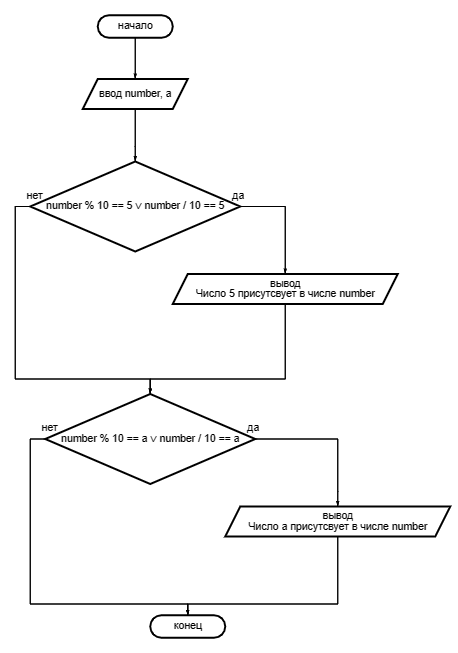 начало
ввод number, a
нет
да
number % 10 == 5 v number / 10 == 5
вывод
Число 5 присутсвует в числе number
нет
да
number % 10 == a v number / 10 == a
вывод
Число a присутсвует в числе number
конец